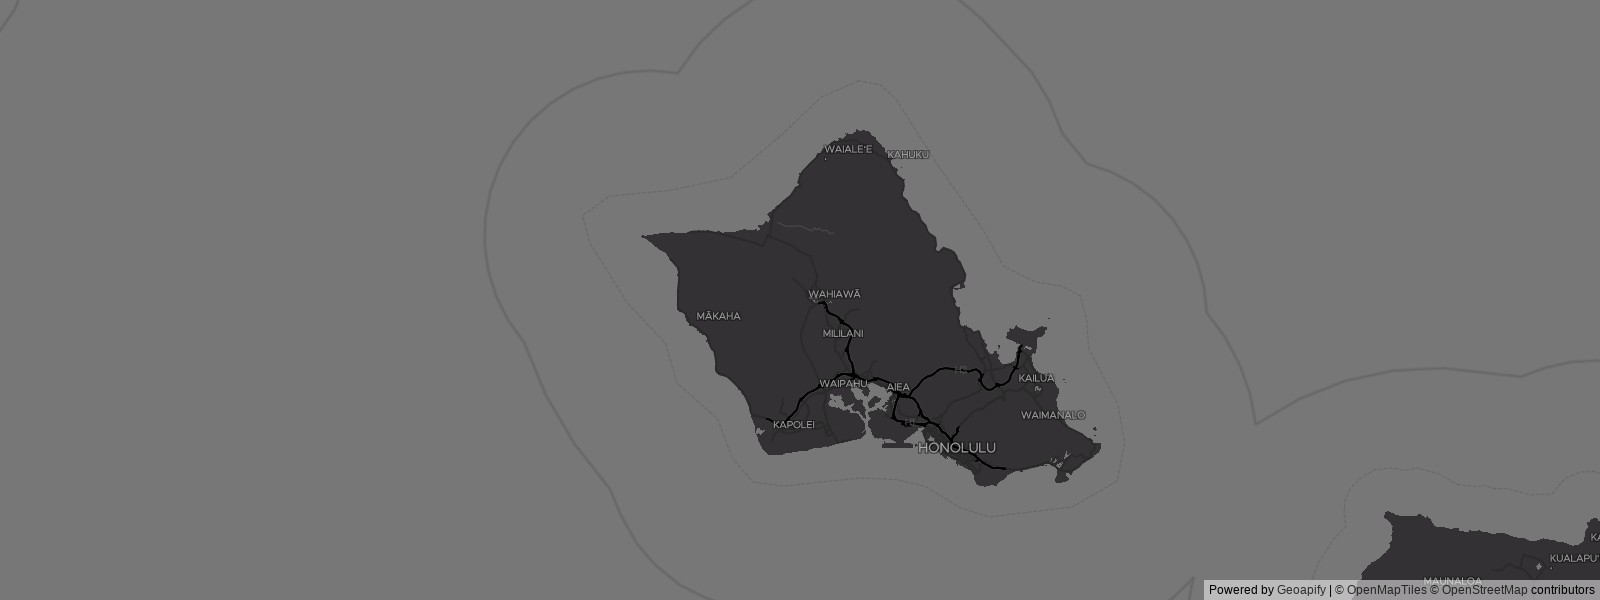 WAIALE'E
KAHUKU
WAHIAWĀ
MĀKAHA
MILILANI
H3
KAILUA
WAIPAHU
AIEA
WAIMANALO
KAPOLEI
HONOLULU
KUALAPU'
MAUNALOA
Powered by Geoapify | © OpenMapTiles © OpenStreetMap contributors